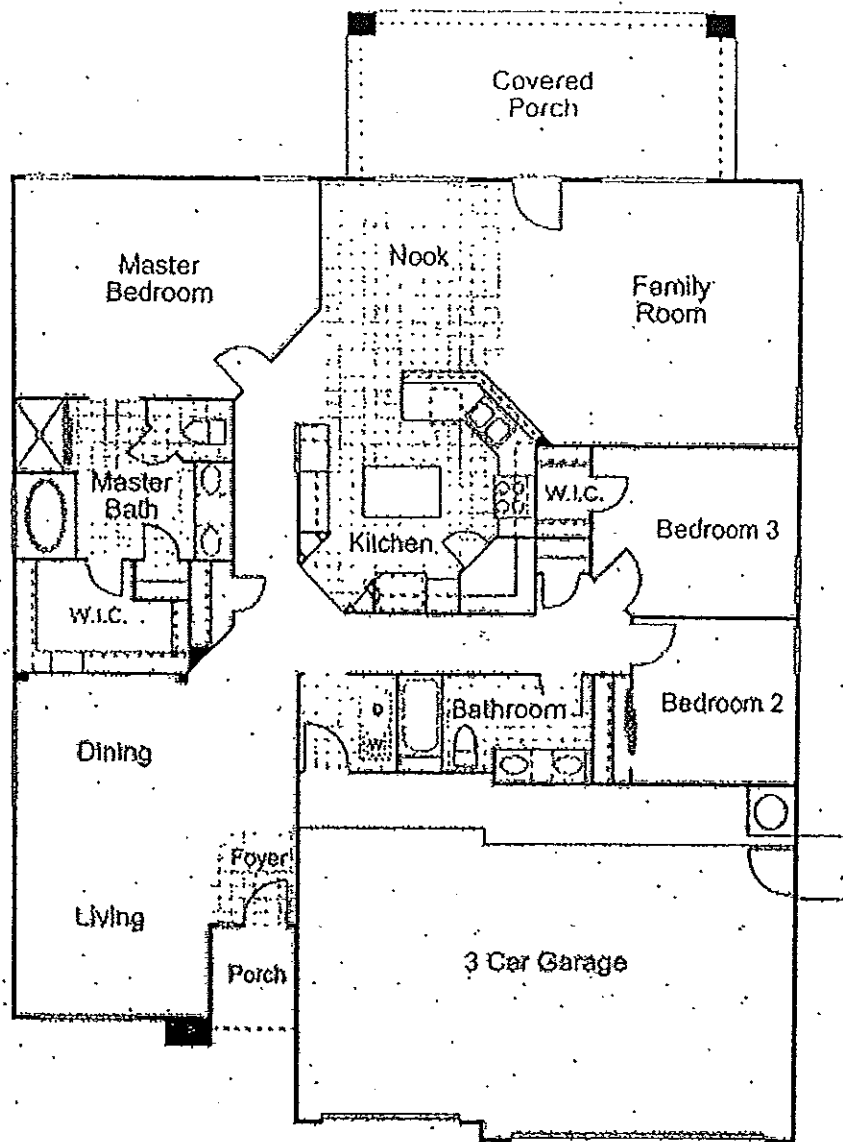 Covered
Porch
Master
Bedroom
Nook
Family
Room
Master
Bath
W.I.C.
Kitchen
Bedroom 3
W.I.C.
Bathroom
Bedroom 2
Dining
Foyer
Living
Porch
3 Car Garage